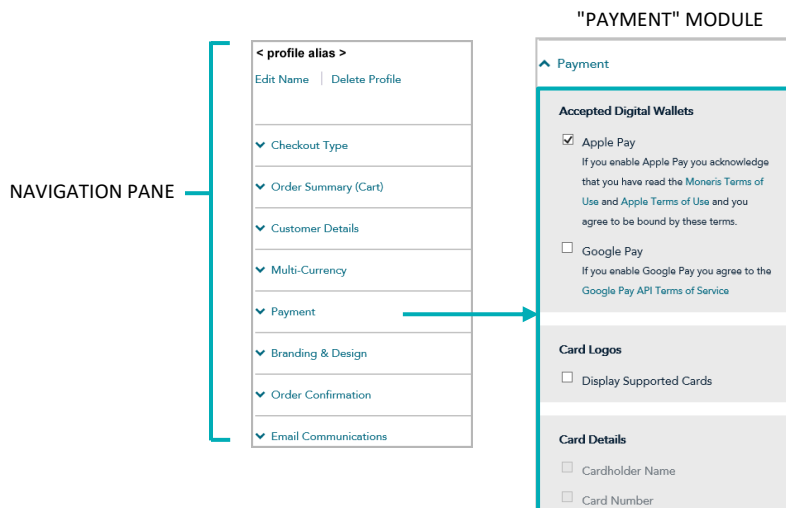 "PAYMENT" MODULE
NAVIGATION PANE
< profile alias >
Edit Name | Delete Profile
Checkout Type
Order Summary (Cart)
Customer Details
Multi-Currency
Payment
Branding & Design
Order Confirmation
Email Communications
Payment
Accepted Digital Wallets
Apple Pay
If you enable Apple Pay you acknowledge
that you have read the Moneris Terms of
Use and Apple Terms of Use and you
agree to be bound by these terms.
Google Pay
If you enable Google Pay you agree to the
Google Pay API Terms of Service
Card Logos
Display Supported Cards
Card Details
Cardholder Name
Card Number